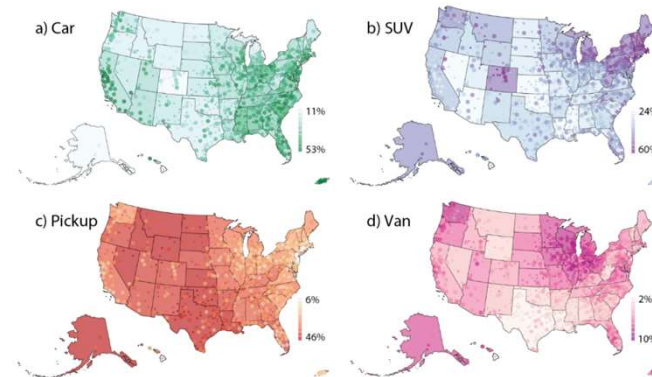 a) Car
11%
53%
b) SUV
24%
60%
c) Pickup
6%
46%
d) Van
2%
10%